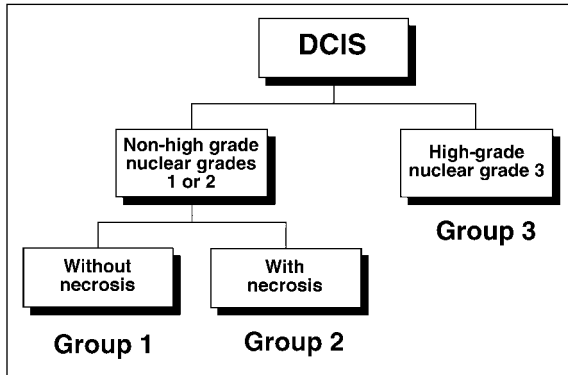 DCIS
Non-high grade
nuclear grades
1 or 2
High-grade
nuclear grade 3
Group 3
Without
necrosis
With
necrosis
Group 1
Group 2